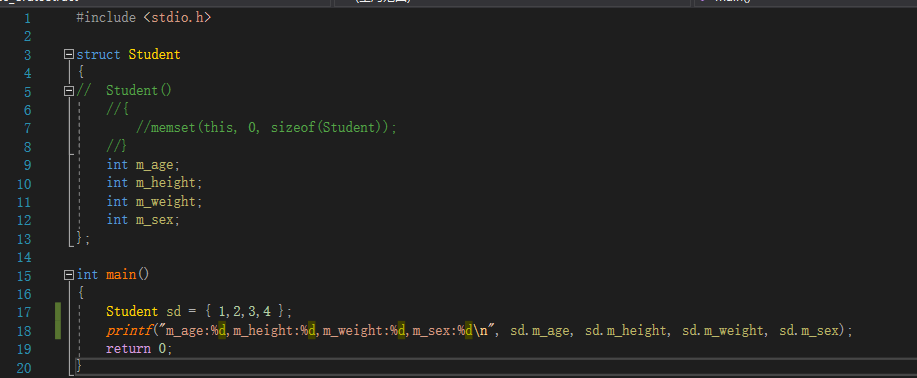 1 #include <stdio.h>
2
3 struct Student
4 {
5 // Student()
6 //{
7 //memset(this, 0, sizeof(Student));
8 //}
9 int m_age;
10 int m_height;
11 int m_weight;
12 int m_sex;
13 };
14
15 int main()
16 {
17 Student sd = { 1,2,3,4 };
18 printf("m_age:%d,m_height:%d,m_weight:%d,m_sex:%d\n", sd.m_age, sd.m_height, sd.m_weight, sd.m_sex);
19 return 0;
20 }